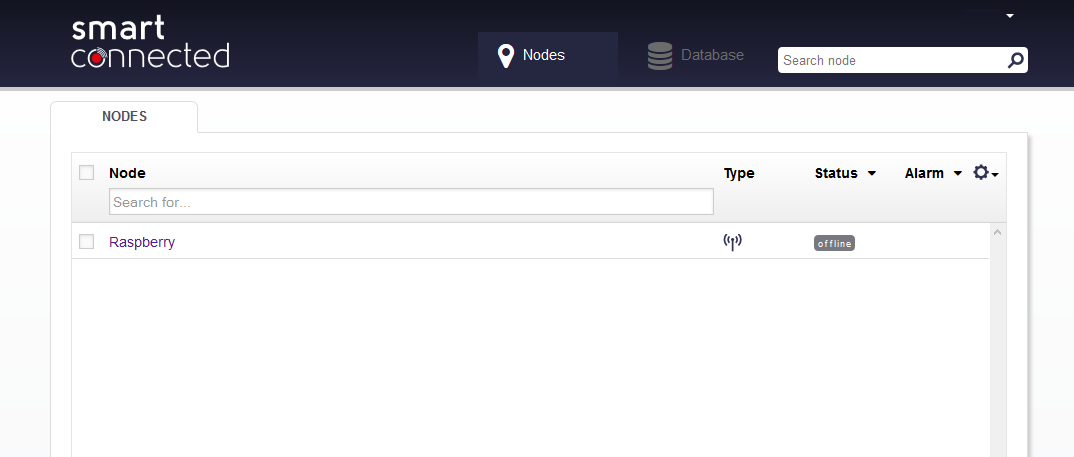 smart
connected
Nodes
Database
Search node
NODES
Node
Type
Status
Alarm
Search for...
Raspberry
offline